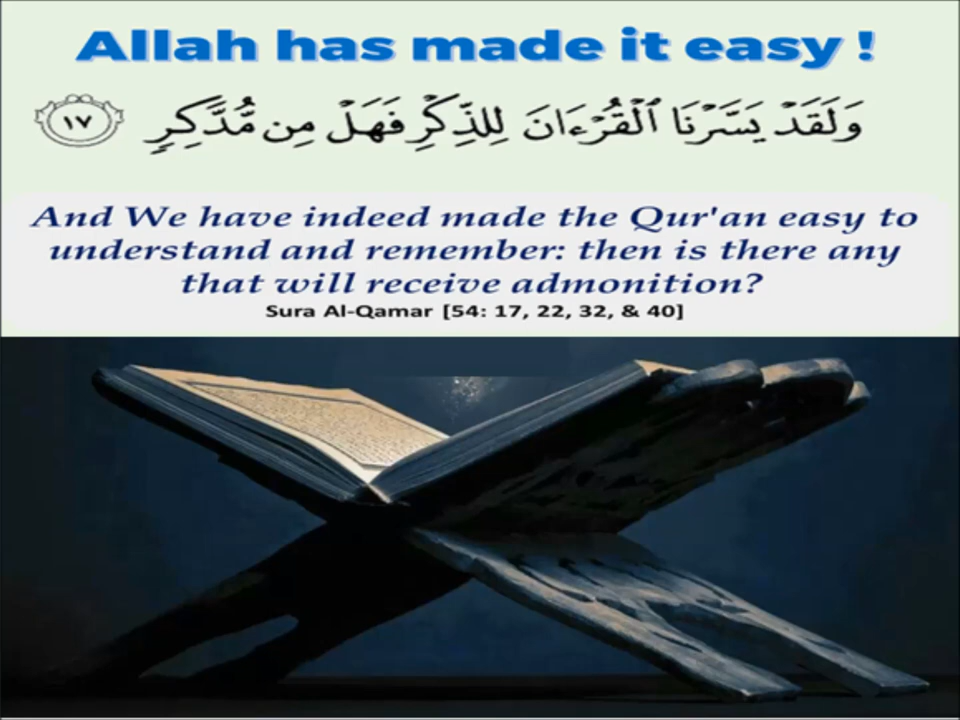 Allah has made it easy !
وَلَقَدْ يَسَّرْنَا ٱلْقُرْءَانَ لِلذِّكْرِ فَهَلْ مِن مُّدَّكِرٍ ١٧
And We have indeed made the Qur'an easy to
understand and remember: then is there any
that will receive admonition?
Sura Al-Qamar [54: 17, 22, 32, & 40]